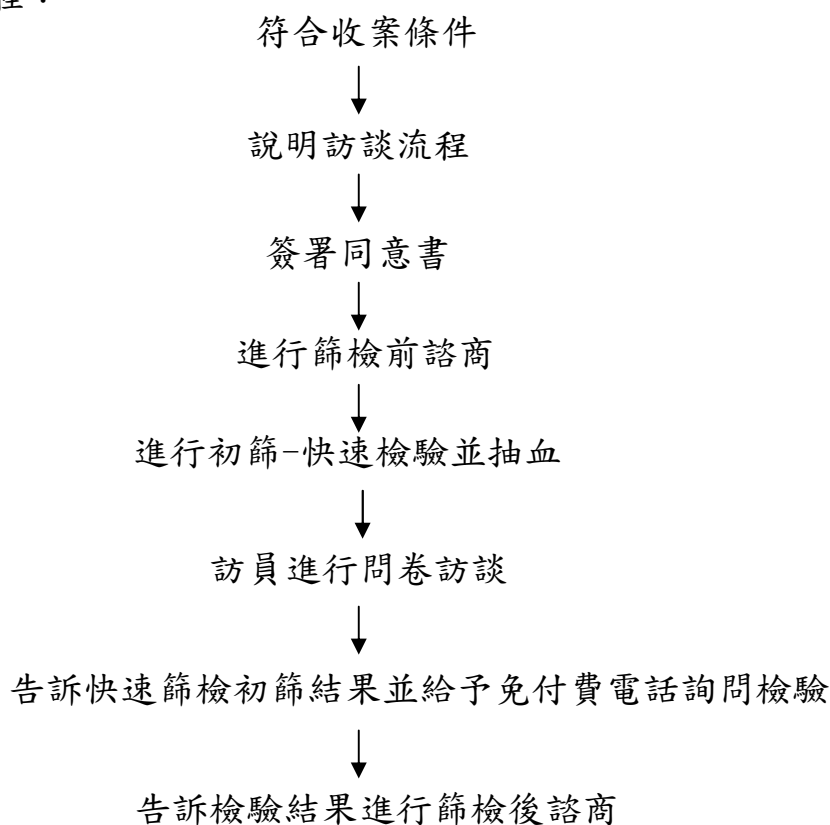 程：
符合收案條件
說明訪談流程
簽署同意書
進行篩檢前諮商
進行初篩-快速檢驗並抽血
訪員進行問卷訪談
告訴快速篩檢初篩結果並給予免付費電話詢問檢驗
告訴檢驗結果進行篩檢後諮商